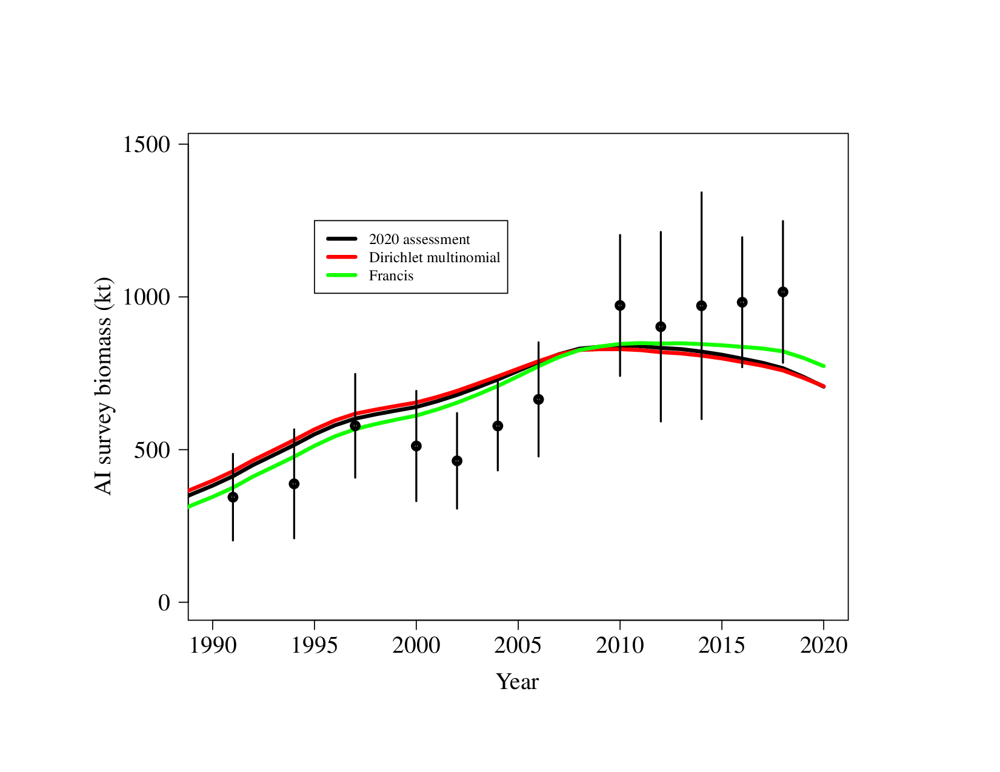 1500
1000
500
0
AI survey biomass (kt)
2020 assessment
Dirichlet multinomial
Francis
1990 1995 2000 2005 2010 2015 2020
Year